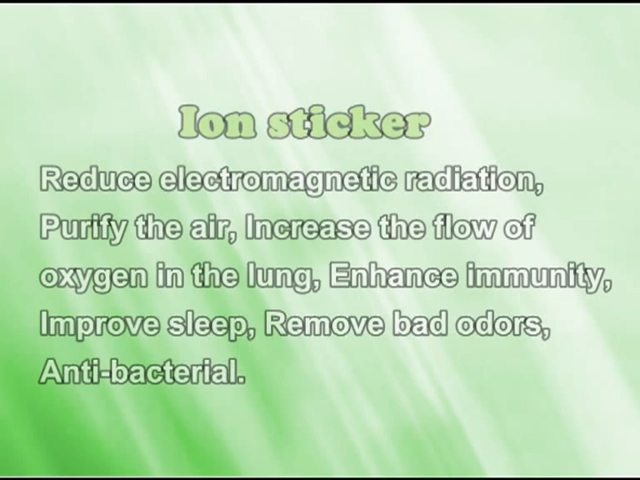 Ion sticker
Reduce electromagnetic radiation,
Purify the air, Increase the flow of
oxygen in the lung, Enhance immunity,
Improve sleep, Remove bad odors,
Anti-bacterial.